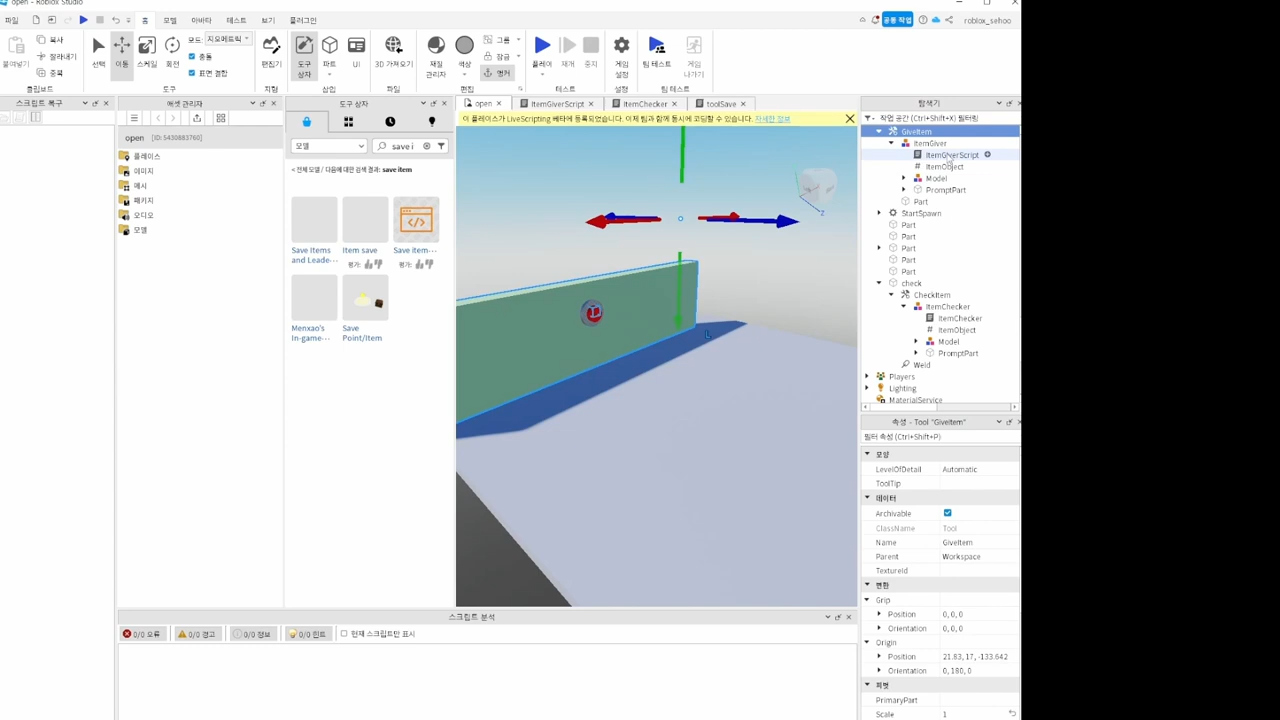 open - Roblox Studio
파일 홈 모델 아바타 테스트 보기 플러그인 공동 작업 roblox_sehoo
붙여넣기 복사 잘라내기 중복 클립보드
선택 이동 스케일 회전 모드: 지오메트릭 충돌 표면 결합 도구
편집기 지형
도구 상자 파트 UI 삽입
3D 가져오기 파일
재질 관리자 색상 그룹 잠금 앵커 편집
플레이 재개 중지 테스트
게임 설정 설정
팀 테스트 게임 나가기 팀 테스트
스크립트 복구
애셋 관리자
도구 상자
open ItemGiverScript ItemChecker toolSave
탐색기
이 플레이스가 LiveScripting 베타에 등록되었습니다. 이제 팀과 함께 동시에 코딩할 수 있습니다. 자세한 정보
작업 공간 (Ctrl+Shift+X) 필터링
open [ID: 5430883760]
플레이스
이미지
메시
패키지
오디오
모델
모델 save i
< 전체 모델 / 다음에 대한 검색 결과: save item
Save Items and Leade···
Item save
평가:
Save item···
평가:
Menxao's In-game···
Save Point/Item
GiveItem
ItemGiver
ItemGiverScript
ItemObject
Model
PromptPart
Part
StartSpawn
Part
Part
Part
Part
Part
check
CheckItem
ItemChecker
ItemChecker
ItemObject
Model
PromptPart
Weld
Players
Lighting
MaterialService
속성 - Tool "GiveItem"
필터 속성 (Ctrl+Shift+P)
모양
LevelOfDetail Automatic
ToolTip
데이터
Archivable
ClassName Tool
Name GiveItem
Parent Workspace
TextureId
변환
Grip
Position 0, 0, 0
Orientation 0, 0, 0
Origin
Position 21.83, 17, -133.642
Orientation 0, 180, 0
피벗
PrimaryPart
Scale 1
스크립트 분석
0/0 오류 0/0 경고 0/0 정보 0/0 힌트 현재 스크립트만 표시